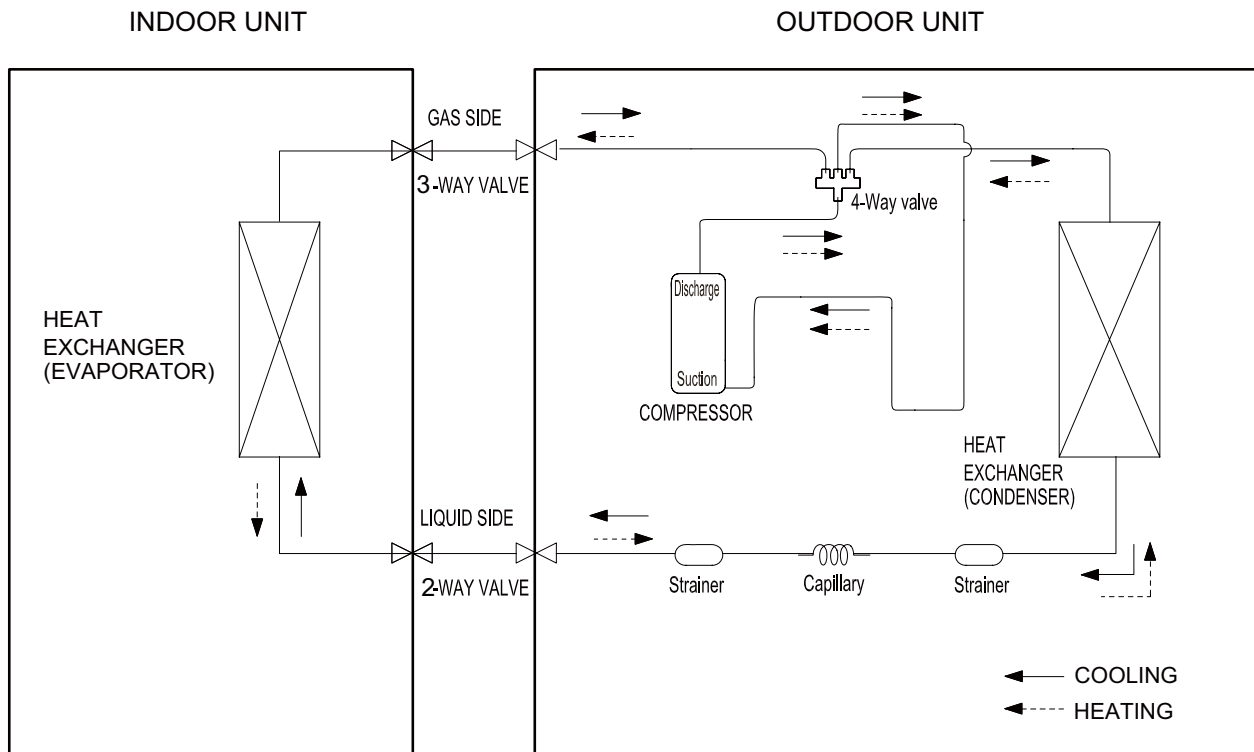 INDOOR UNIT
OUTDOOR UNIT
GAS SIDE
3-WAY VALVE
4-Way valve
Discharge
Suction
COMPRESSOR
HEAT
EXCHANGER
(EVAPORATOR)
HEAT
EXCHANGER
(CONDENSER)
LIQUID SIDE
2-WAY VALVE
Strainer
Capillary
Strainer
COOLING
HEATING